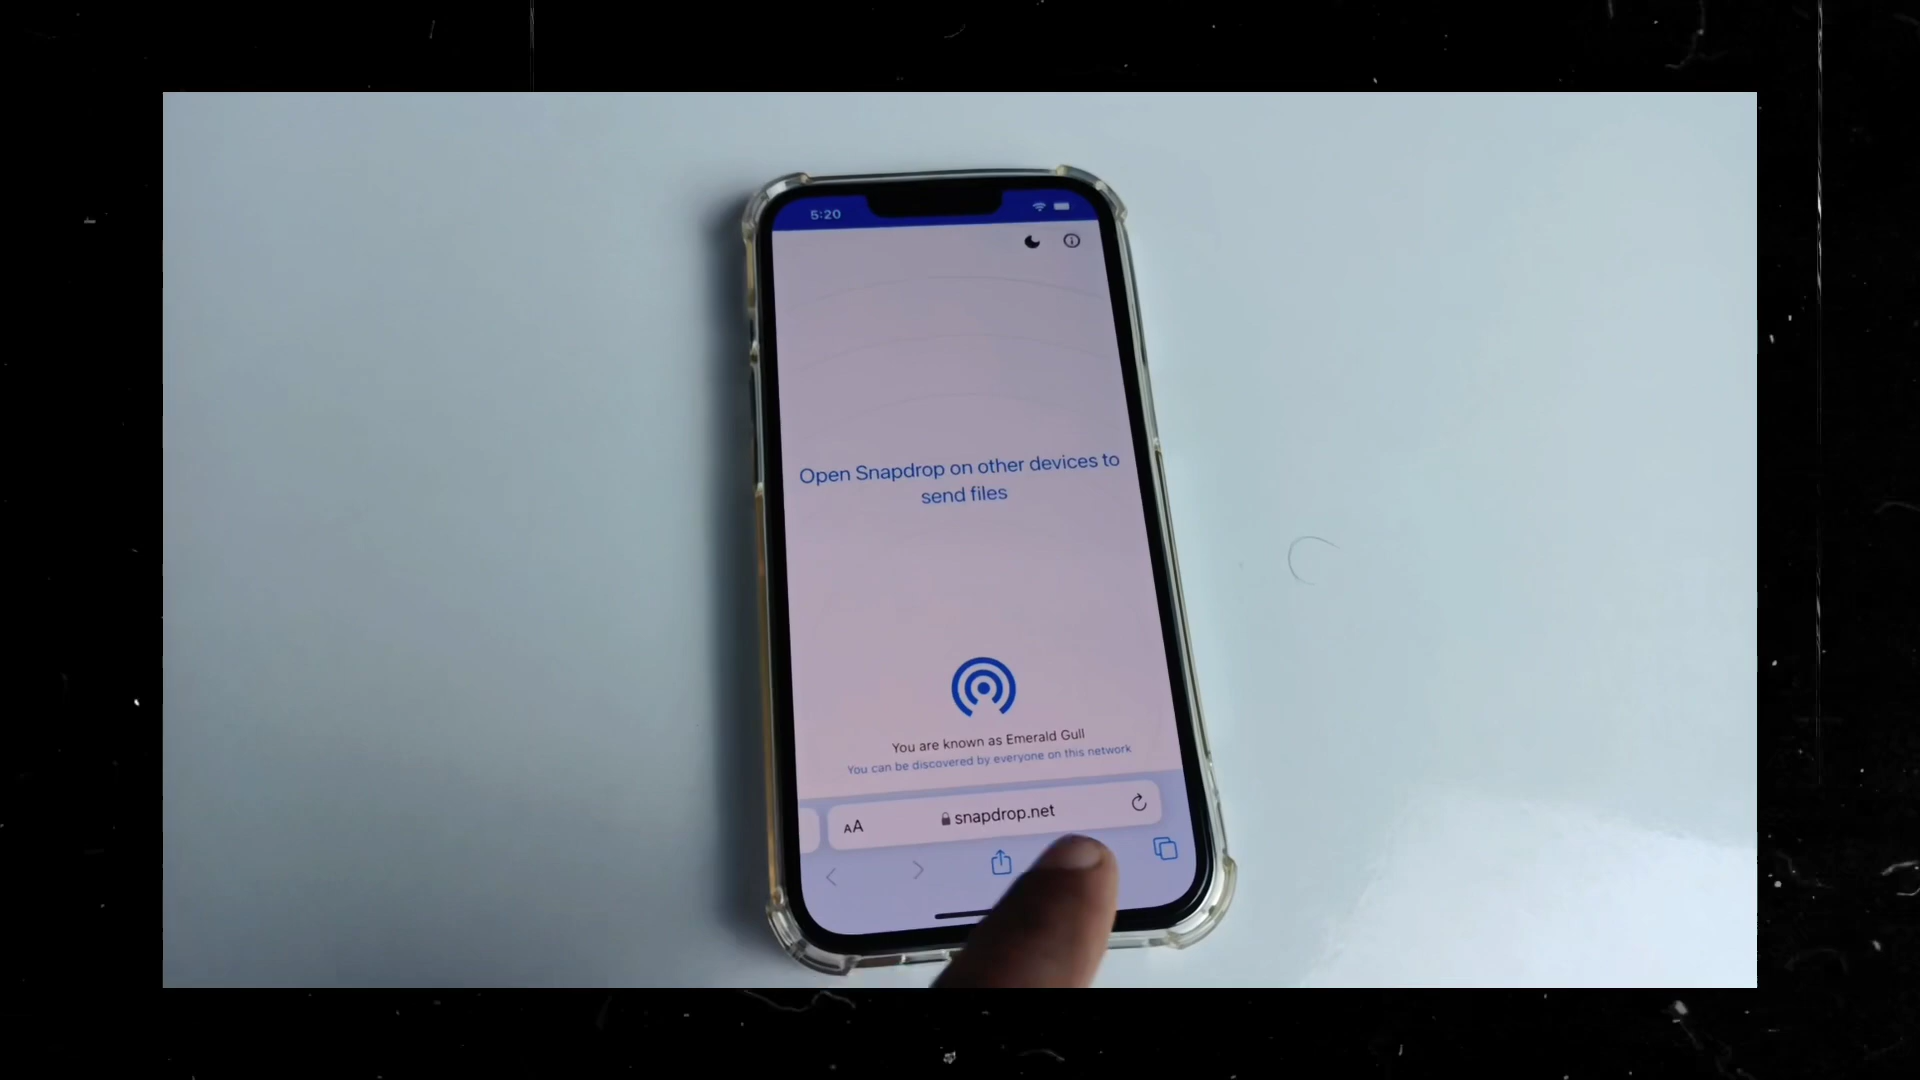 5:20
Open Snapdrop on other devices to
send files
You are known as Emerald Gull
You can be discovered by everyone on this network
AA
snapdrop.net